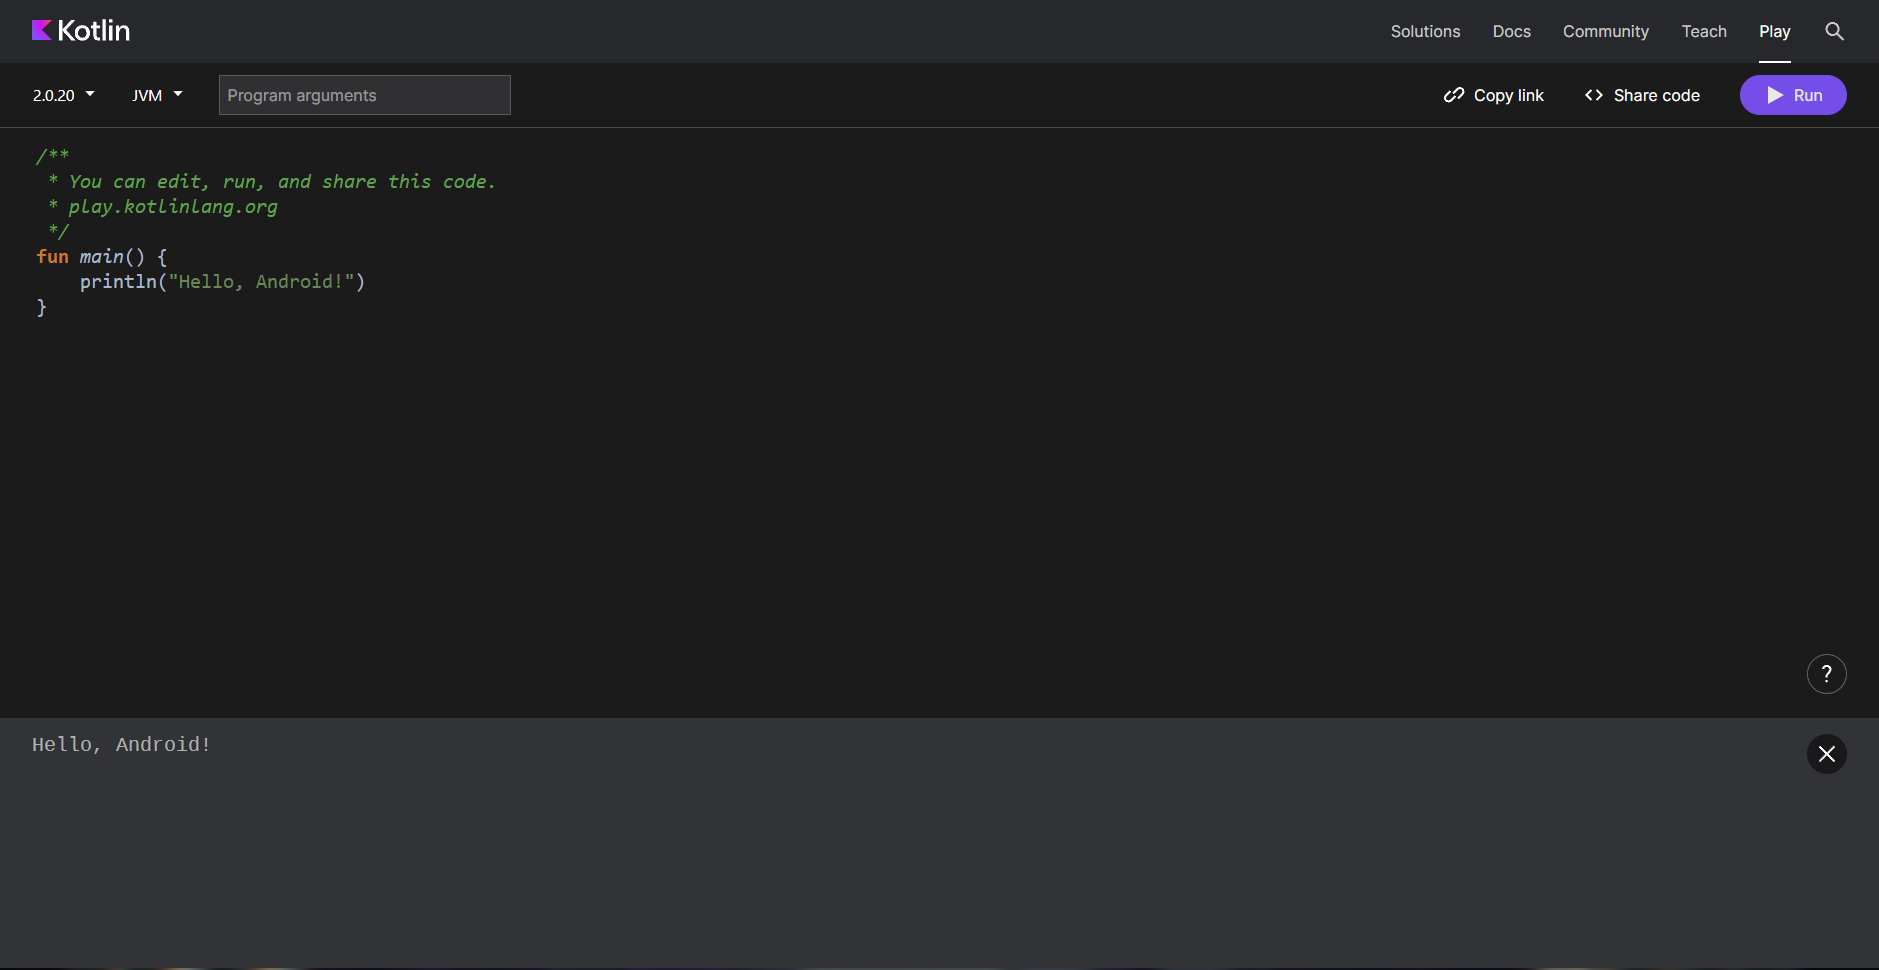 Kotlin
Solutions Docs Community Teach Play
2.0.20 JVM Program arguments Copy link <> Share code Run
/**
 * You can edit, run, and share this code.
 * play.kotlinlang.org
 */
fun main() {
    println("Hello, Android!")
}
?
Hello, Android!